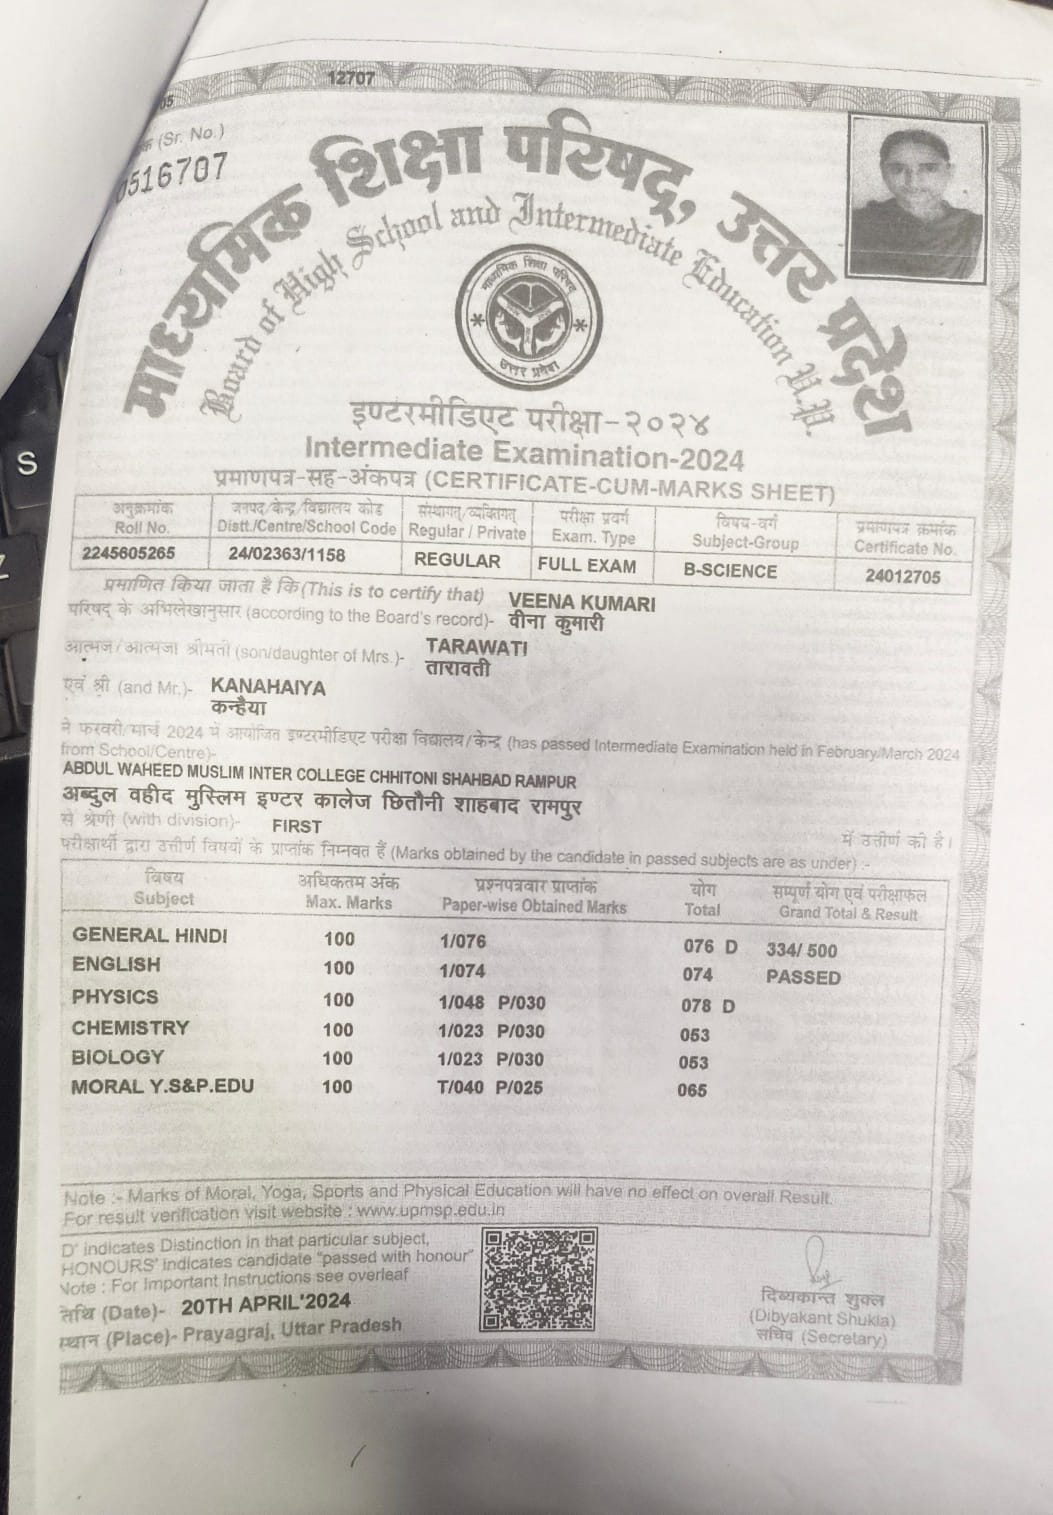 12707
05
क (Sr. No.)
0516707
माध्यमिक शिक्षा परिषद्, उत्तर प्रदेश
Board of High School and Intermediate Education U.P.
माध्यमिक शिक्षा परिषद
उत्तर प्रदेश
इण्टरमीडिएट परीक्षा-२०२४
Intermediate Examination-2024
प्रमाणपत्र-सह-अंकपत्र (CERTIFICATE-CUM-MARKS SHEET)
अनुक्रमांक जनपद/केन्द्र/विद्यालय कोड संस्थागत/व्यक्तिगत परीक्षा प्रवर्ग विषय-वर्ग प्रमाणपत्र क्रमांक
Roll No. Distt./Centre/School Code Regular / Private Exam. Type Subject-Group Certificate No.
2245605265 24/02363/1158 REGULAR FULL EXAM B-SCIENCE 24012705
प्रमाणित किया जाता है कि (This is to certify that) VEENA KUMARI
परिषद् के अभिलेखानुसार (according to the Board's record)- वीना कुमारी
आत्मज/आत्मजा श्रीमती (son/daughter of Mrs.)- TARAWATI
तारावती
एवं श्री (and Mr.)- KANAHAIYA
कन्हैया
ने फरवरी/मार्च 2024 में आयोजित इण्टरमीडिएट परीक्षा विद्यालय/केन्द्र (has passed Intermediate Examination held in February/March 2024
from School/Centre)-
ABDUL WAHEED MUSLIM INTER COLLEGE CHHITONI SHAHBAD RAMPUR
अब्दुल वहीद मुस्लिम इण्टर कालेज छितौनी शाहबाद रामपुर
से श्रेणी (with division)- FIRST में उत्तीर्ण की है।
परीक्षार्थी द्वारा उत्तीर्ण विषयों के प्राप्तांक निम्नवत हैं (Marks obtained by the candidate in passed subjects are as under) :-
विषय अधिकतम अंक प्रश्नपत्रवार प्राप्तांक योग सम्पूर्ण योग एवं परीक्षाफल
Subject Max. Marks Paper-wise Obtained Marks Total Grand Total & Result
GENERAL HINDI 100 1/076 076 D 334/ 500
ENGLISH 100 1/074 074 PASSED
PHYSICS 100 1/048 P/030 078 D
CHEMISTRY 100 1/023 P/030 053
BIOLOGY 100 1/023 P/030 053
MORAL Y.S&P.EDU 100 T/040 P/025 065
Note :- Marks of Moral, Yoga, Sports and Physical Education will have no effect on overall Result.
For result verification visit website : www.upmsp.edu.in
D' indicates Distinction in that particular subject,
HONOURS' indicates candidate "passed with honour"
Note : For Important Instructions see overleaf
तिथि (Date)- 20TH APRIL'2024
स्थान (Place)- Prayagraj, Uttar Pradesh
दिब्यकान्त शुक्ल
(Dibyakant Shukla)
सचिव (Secretary)
S
Z